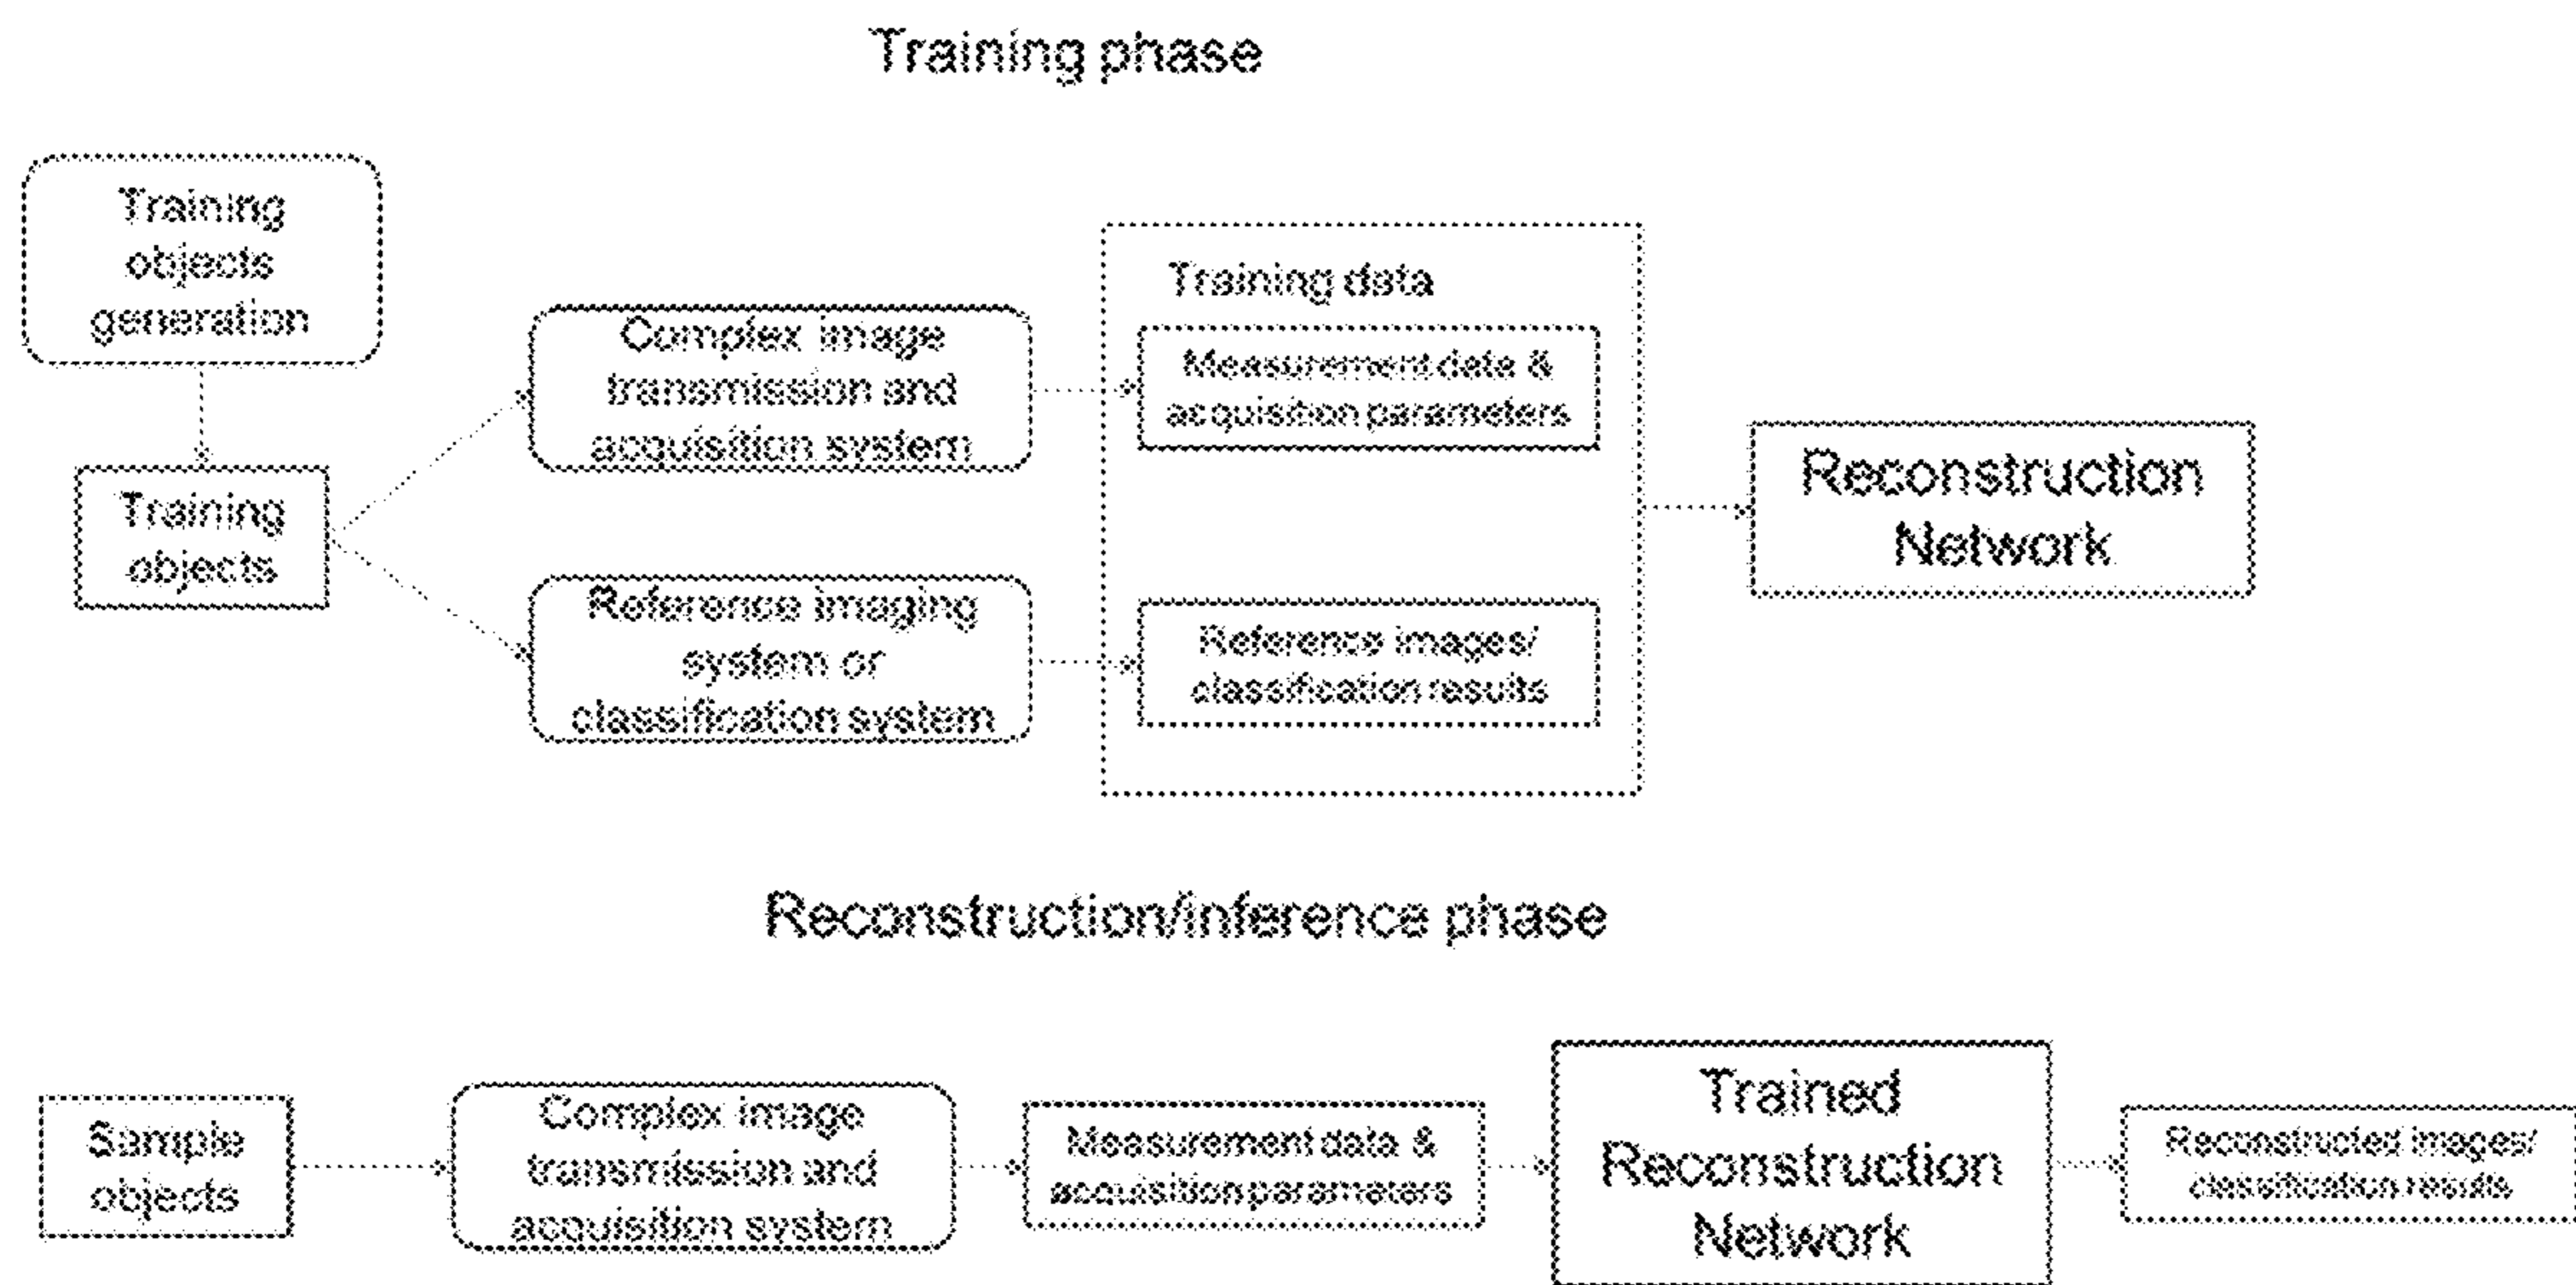 Training phase
Training
objects
generation
Training
objects
Complex image
transmission and
acquisition system
Reference imaging
system or
classification system
Training data
Measurement data &
acquisition parameters
Reference images/
classification results
Reconstruction
Network
Reconstruction/inference phase
Sample
objects
Complex image
transmission and
acquisition system
Measurement data &
acquisition parameters
Trained
Reconstruction
Network
Reconstructed images/
classification results